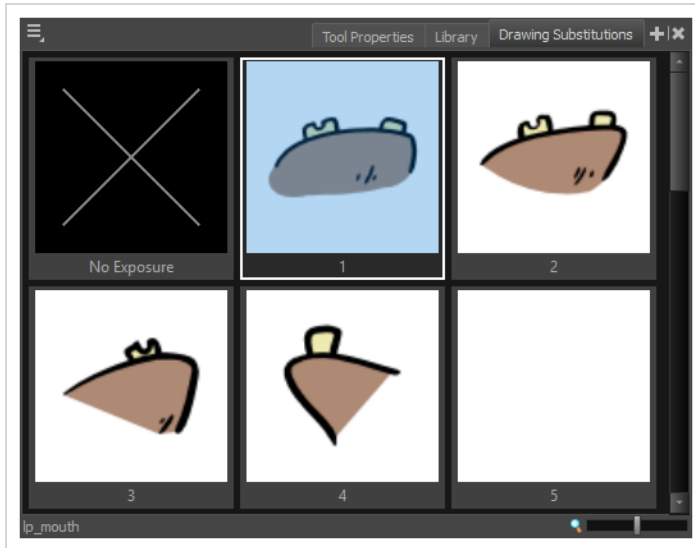 Tool Properties Library Drawing Substitutions
No Exposure 1 2
3 4 5
lp_mouth